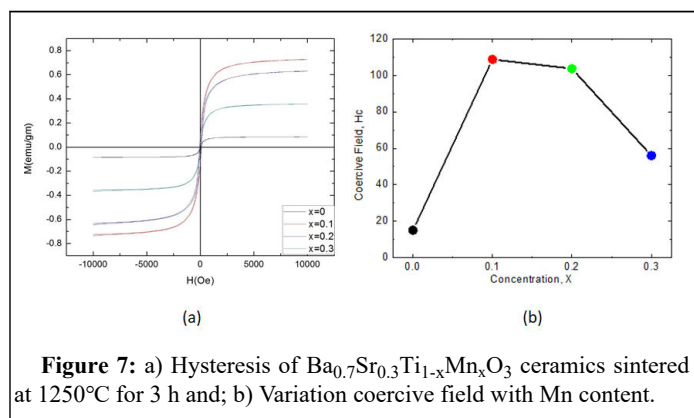 0.8
0.6
0.4
0.2
0.0
-0.2
-0.4
-0.6
-0.8
M(emu/gm)
-10000 -5000 0 5000 10000
H(Oe)
x=0
x=0.1
x=0.2
x=0.3
(a)
120
100
80
60
40
20
0
Coercive Field, Hc
0.0 0.1 0.2 0.3
Concentration, X
(b)
Figure 7: a) Hysteresis of Ba0.7Sr0.3Ti1-xMnxO3 ceramics sintered
at 1250°C for 3 h and; b) Variation coercive field with Mn content.